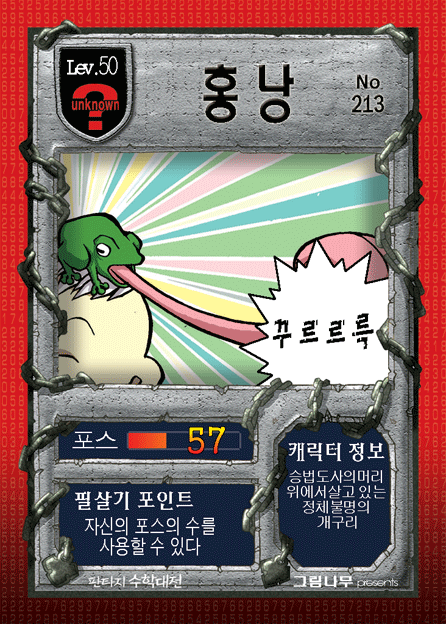 Lev.50
unknown
홍낭
No
213
꾸르르륵
포스 57
캐릭터 정보
승법도사의머리
위에서살고 있는
정체불명의
개구리
필살기 포인트
자신의 포스의 수를
사용할 수 있다
판타지 수학대전
그림나무 presents